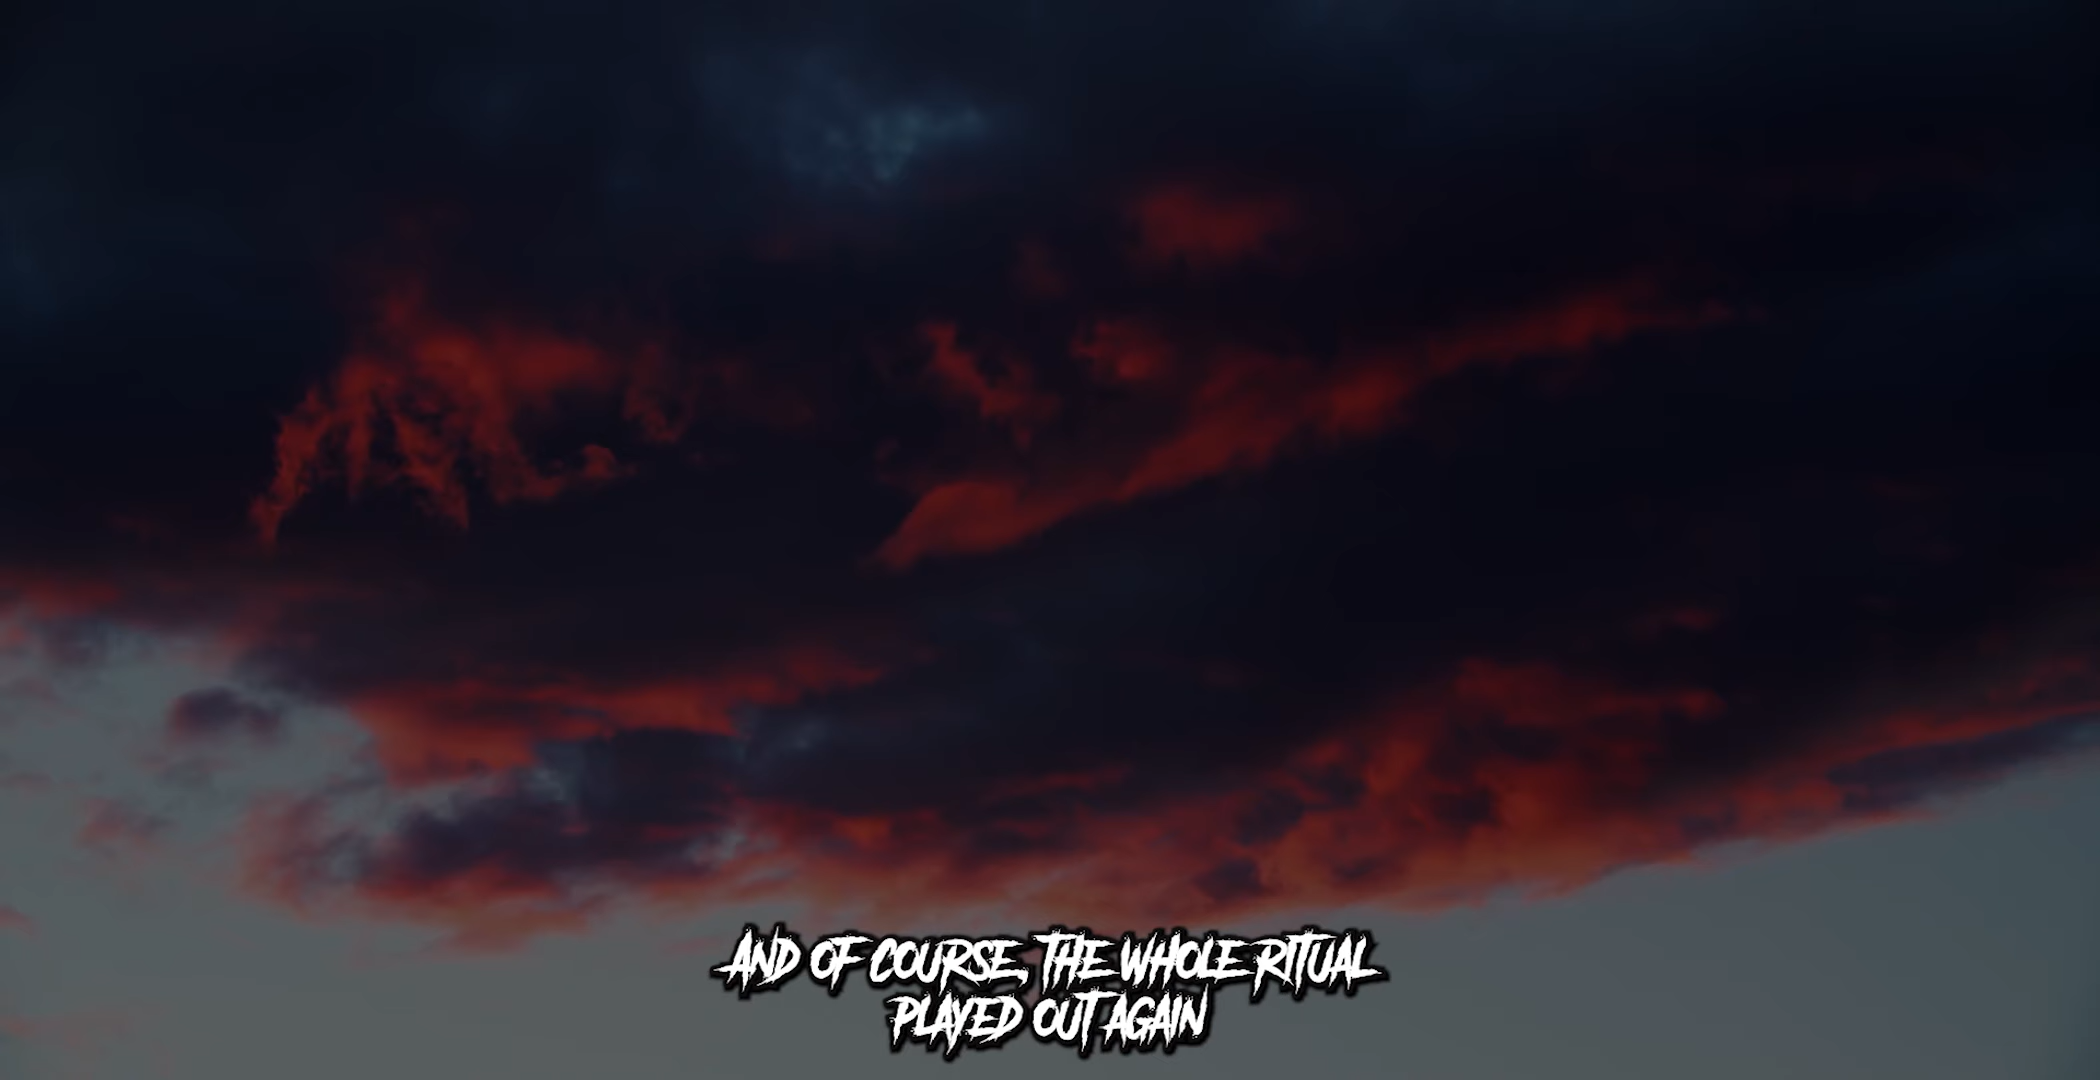 AND OF COURSE, THE WHOLE RITUAL
PLAYED OUT AGAIN